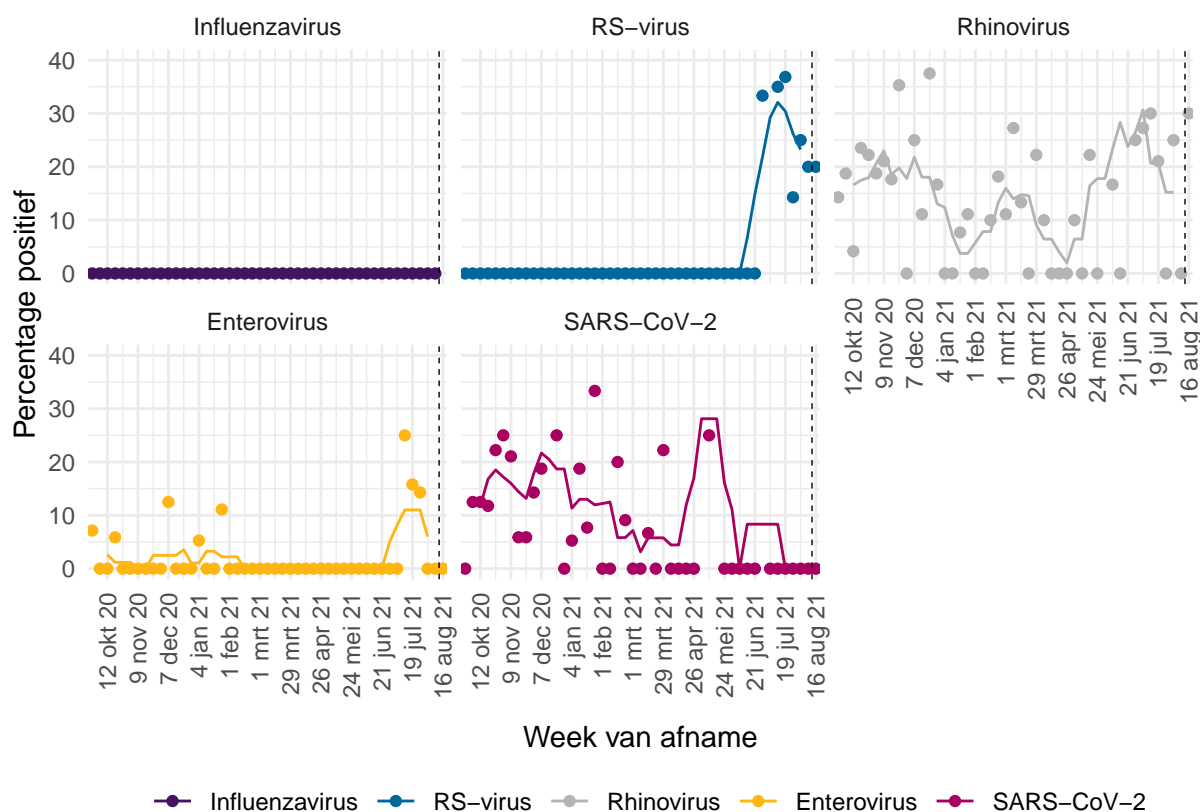 Influenzavirus
RS−virus
Rhinovirus
40
30
20
10
0
Percentage positief
12 okt 20
9 nov 20
7 dec 20
4 jan 21
1 feb 21
1 mrt 21
29 mrt 21
26 apr 21
24 mei 21
21 jun 21
19 jul 21
16 aug 21
Enterovirus
SARS−CoV−2
40
30
20
10
0
12 okt 20
9 nov 20
7 dec 20
4 jan 21
1 feb 21
1 mrt 21
29 mrt 21
26 apr 21
24 mei 21
21 jun 21
19 jul 21
16 aug 21
12 okt 20
9 nov 20
7 dec 20
4 jan 21
1 feb 21
1 mrt 21
29 mrt 21
26 apr 21
24 mei 21
21 jun 21
19 jul 21
16 aug 21
Week van afname
Influenzavirus
RS−virus
Rhinovirus
Enterovirus
SARS−CoV−2